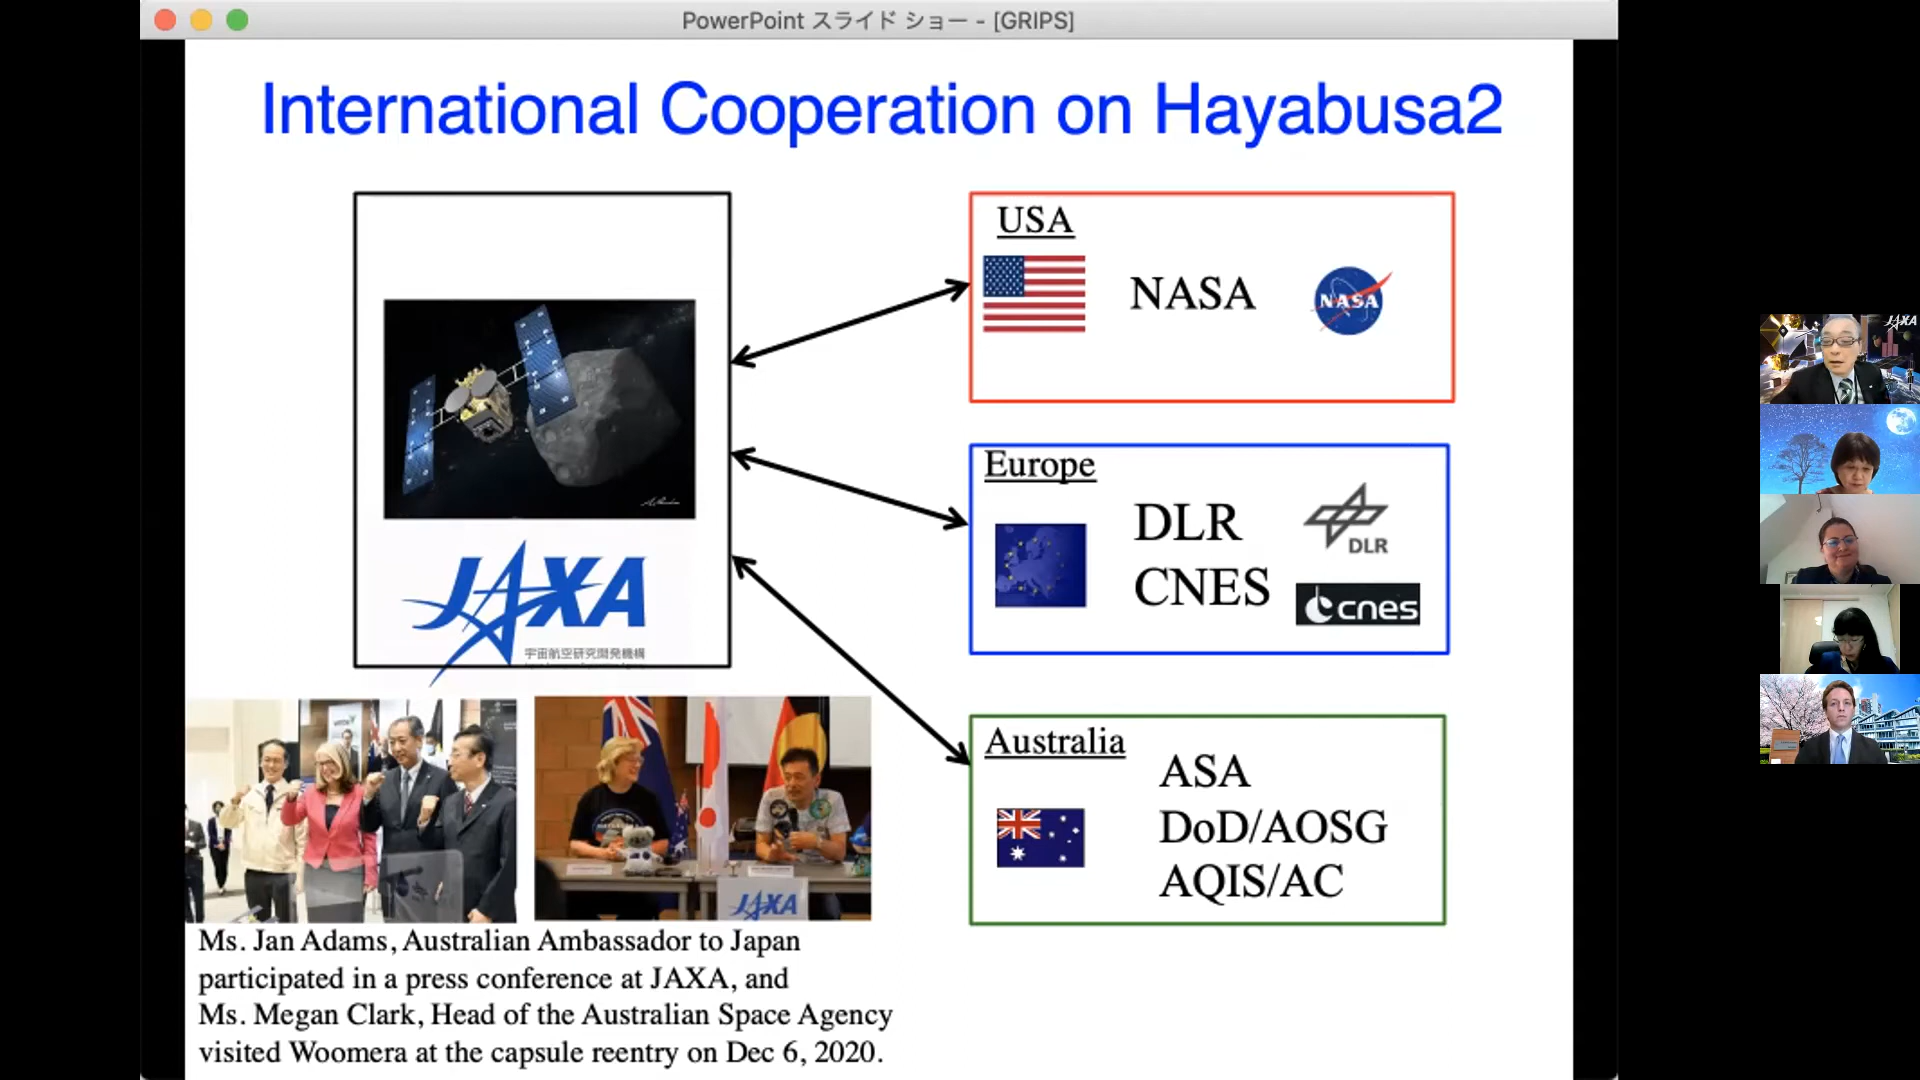 PowerPoint スライド ショー - [GRIPS]
International Cooperation on Hayabusa2
JAXA
宇宙航空研究開発機構
USA
NASA
NASA
Europe
DLR
CNES
DLR
cnes
Australia
ASA
DoD/AOSG
AQIS/AC
JAXA
Ms. Jan Adams, Australian Ambassador to Japan
participated in a press conference at JAXA, and
Ms. Megan Clark, Head of the Australian Space Agency
visited Woomera at the capsule reentry on Dec 6, 2020.
JAXA